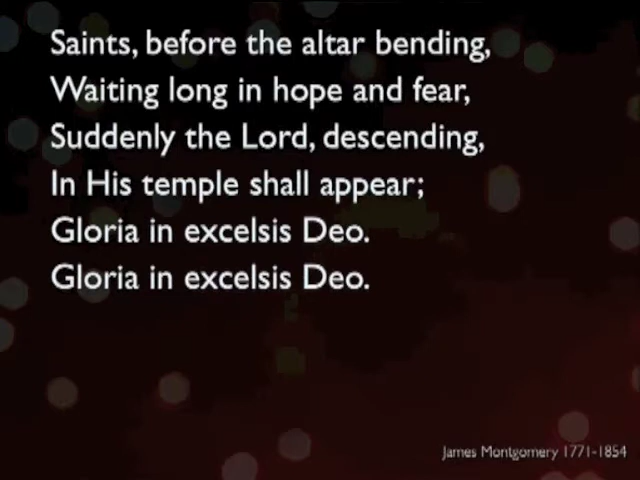 Saints, before the altar bending,
Waiting long in hope and fear,
Suddenly the Lord, descending,
In His temple shall appear;
Gloria in excelsis Deo.
Gloria in excelsis Deo.
James Montgomery 1771-1854